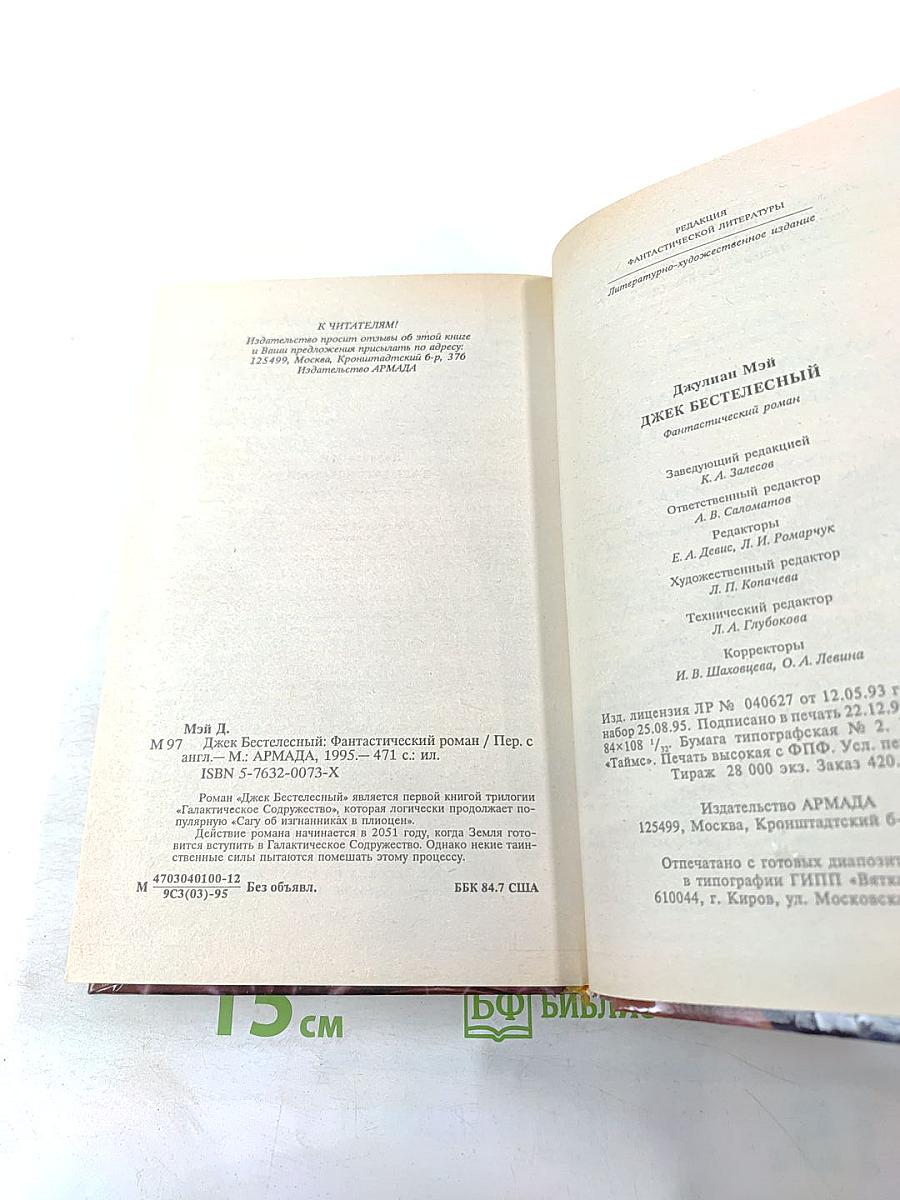 К ЧИТАТЕЛЯМ!
Издательство просит отзывы об этой книге
и Ваши предложения присылать по адресу:
125499, Москва, Кронштадтский б-р, 37б
Издательство АРМАДА
Мэй Д.
М 97 Джек Бестелесный: Фантастический роман / Пер. с
англ.— М.: АРМАДА, 1995.— 471 с.: ил.
ISBN 5-7632-0073-X
Роман «Джек Бестелесный» является первой книгой трилогии
«Галактическое Содружество», которая логически продолжает по-
пулярную «Сагу об изгнанниках в плиоцен».
Действие романа начинается в 2051 году, когда Земля гото-
вится вступить в Галактическое Содружество. Однако некие таин-
ственные силы пытаются помешать этому процессу.
М 4703040100-12
9С3(03)-95 Без объявл. ББК 84.7 США
РЕДАКЦИЯ
ФАНТАСТИЧЕСКОЙ ЛИТЕРАТУРЫ
Литературно-художественное издание
Джулиан Мэй
ДЖЕК БЕСТЕЛЕСНЫЙ
Фантастический роман
Заведующий редакцией
К. А. Залесов
Ответственный редактор
А. В. Саломатов
Редакторы
Е. А. Девис, Л. И. Ромарчук
Художественный редактор
Л. П. Копачева
Технический редактор
Л. А. Глубокова
Корректоры
И. В. Шаховцева, О. А. Левина
Изд. лицензия ЛР № 040627 от 12.05.93 г
набор 25.08.95. Подписано в печать 22.12.9
84×108 1/32. Бумага типографская № 2.
«Таймс». Печать высокая с ФПФ. Усл. пе
Тираж 28 000 экз. Заказ 420.
Издательство АРМАДА
125499, Москва, Кронштадтский б-
Отпечатано с готовых диапозит
в типографии ГИПП «Вятка
610044, г. Киров, ул. Московска
15 см
БФ БИБЛИО